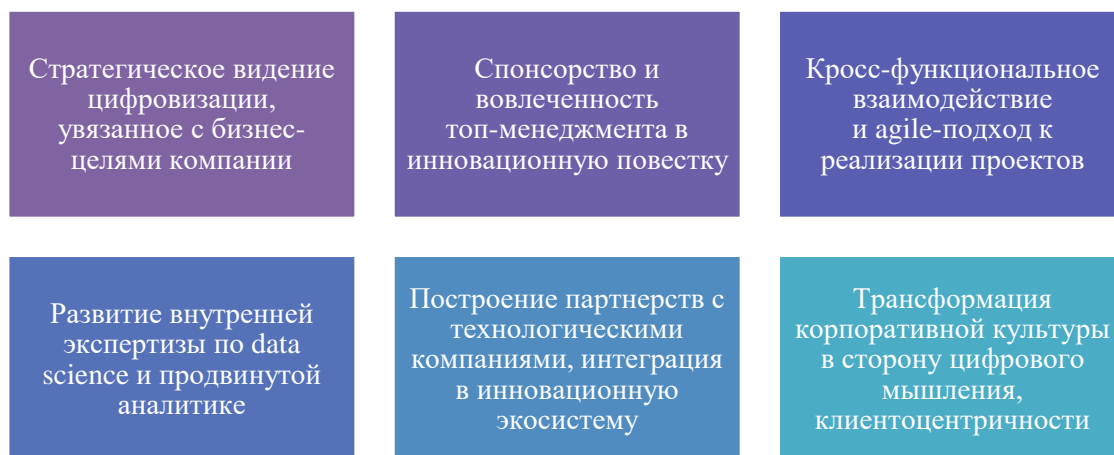 Стратегическое видение
цифровизации,
увязанное с бизнес-
целями компании
Спонсорство и
вовлеченность
топ-менеджмента в
инновационную повестку
Кросс-функциональное
взаимодействие
и agile-подход к
реализации проектов
Развитие внутренней
экспертизы по data
science и продвинутой
аналитике
Построение партнерств с
технологическими
компаниями, интеграция
в инновационную
экосистему
Трансформация
корпоративной культуры
в сторону цифрового
мышления,
клиентоцентричности